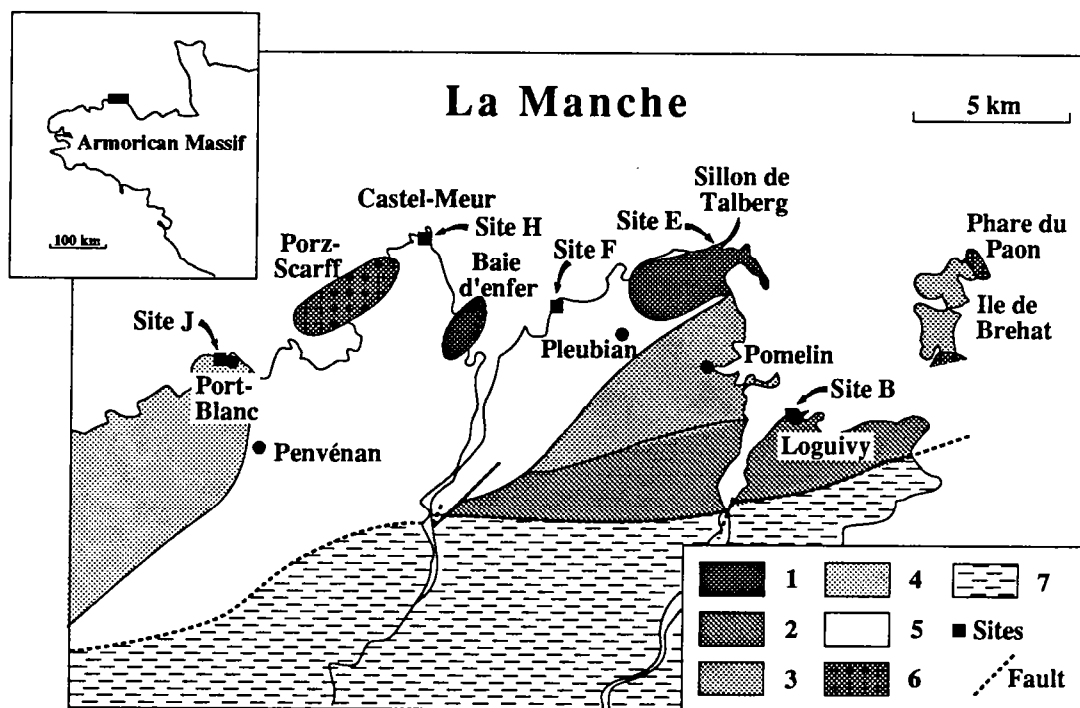 Armorican Massif
100 km
La Manche
5 km
Sillon de
Talberg
Castel-Meur
Site H
Site E
Phare du
Paon
Porz-
Scarff
Baie
d'enfer
Site F
Ile de
Brehat
Site J
Pleubian
Pomelin
Port-
Blanc
Site B
Penvénan
Loguivy
Fault
1
4
7
2
5
Sites
3
6
Fault